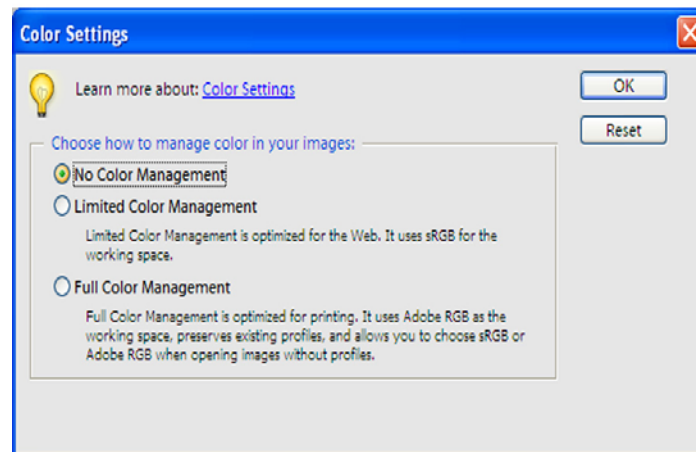 Color Settings
Learn more about: Color Settings
OK
Reset
Choose how to manage color in your images:
No Color Management
Limited Color Management
Limited Color Management is optimized for the Web. It uses sRGB for the
working space.
Full Color Management
Full Color Management is optimized for printing. It uses Adobe RGB as the
working space, preserves existing profiles, and allows you to choose sRGB or
Adobe RGB when opening images without profiles.